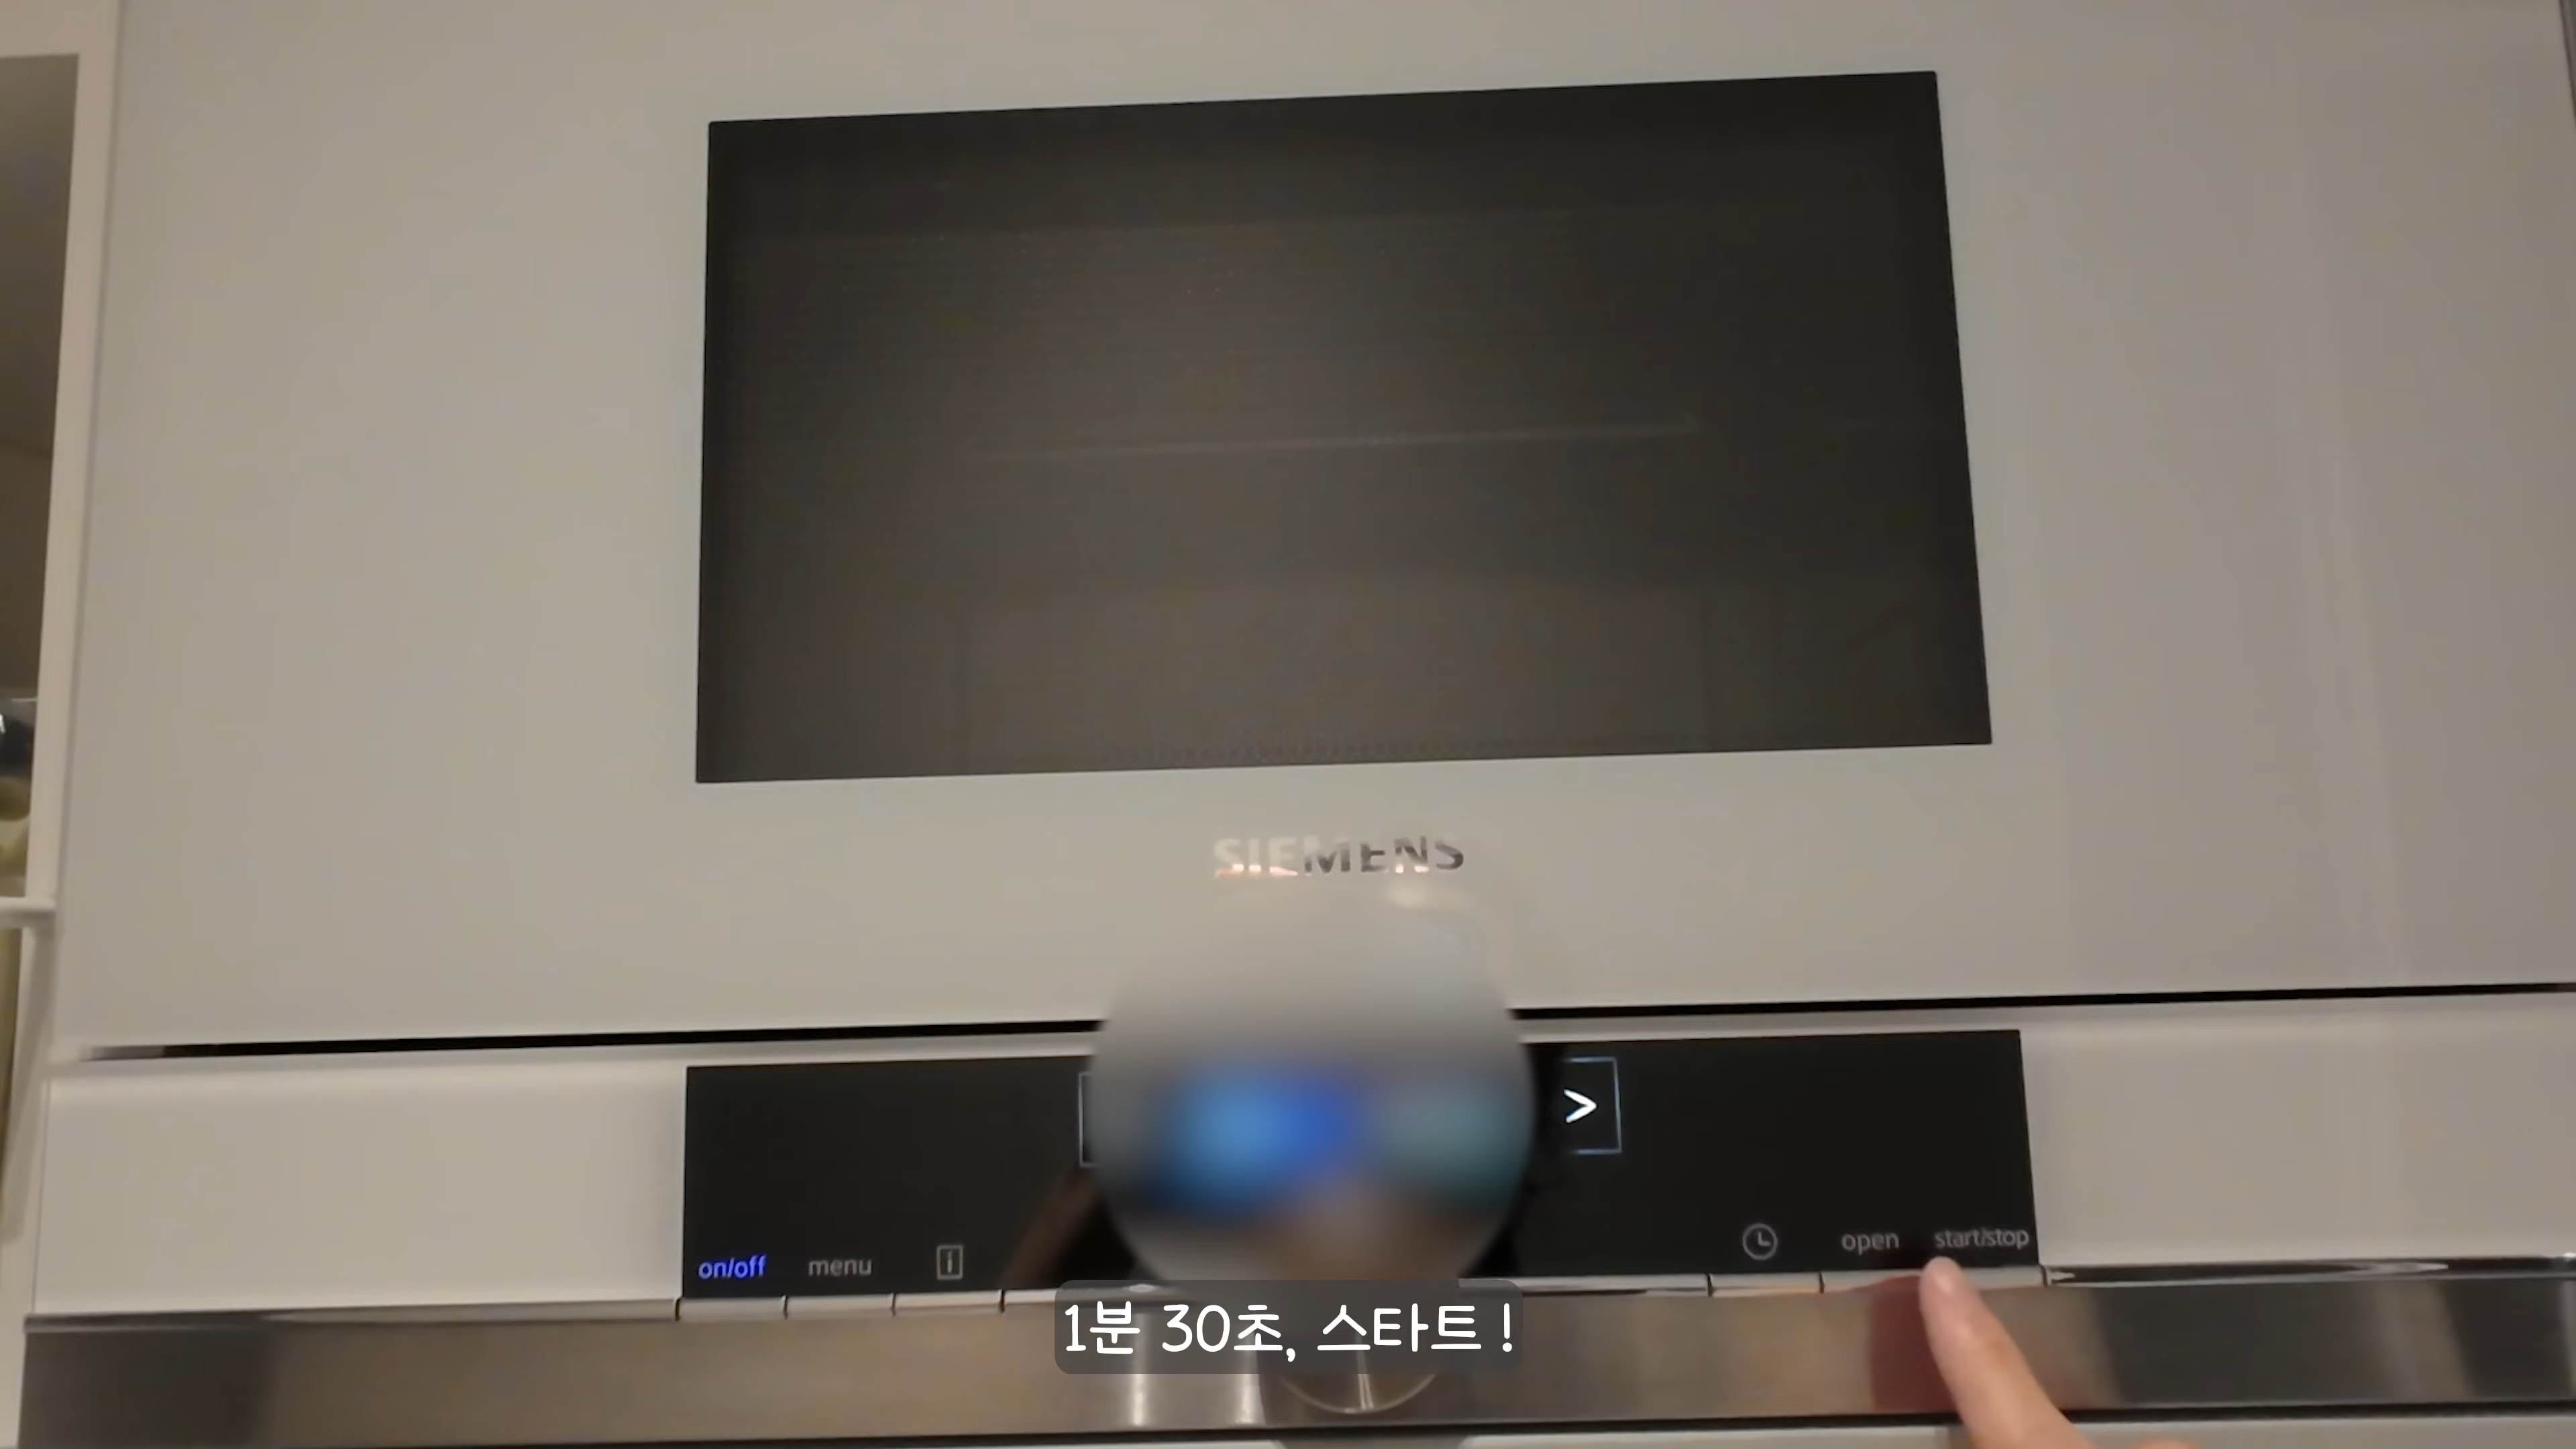 SIEMENS
>
on/off menu i open start/stop
1분 30초, 스타트!